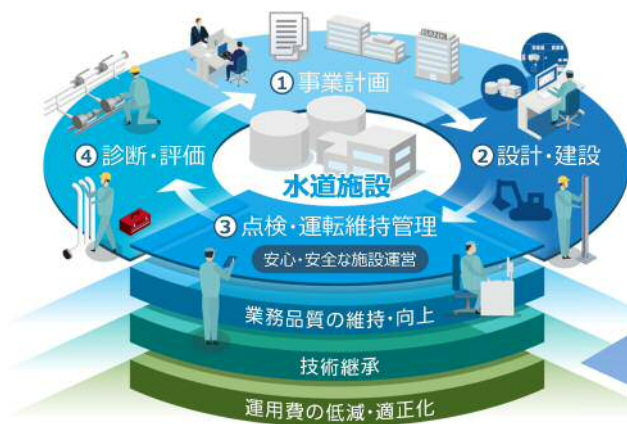 ①事業計画
②設計・建設
④診断・評価
水道施設
③点検・運転維持管理
安心・安全な施設運営
業務品質の維持・向上
技術継承
運用費の低減・適正化